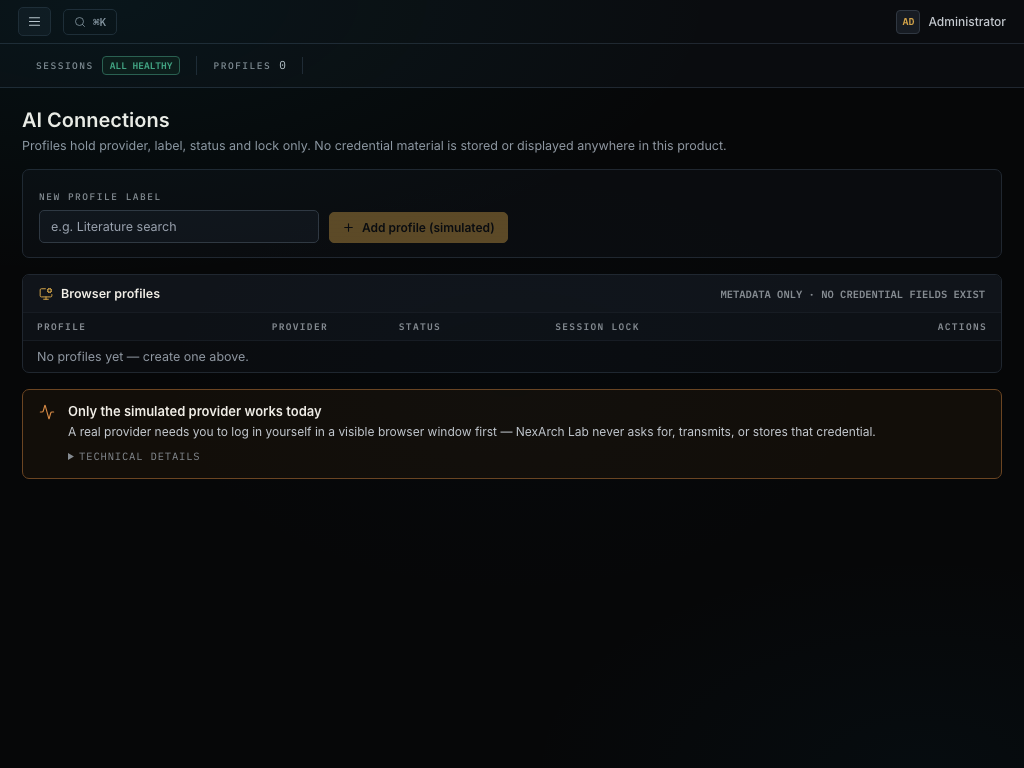 ⌘K
AD Administrator
SESSIONS ALL HEALTHY PROFILES 0
AI Connections
Profiles hold provider, label, status and lock only. No credential material is stored or displayed anywhere in this product.
NEW PROFILE LABEL
e.g. Literature search
+ Add profile (simulated)
Browser profiles
METADATA ONLY · NO CREDENTIAL FIELDS EXIST
PROFILE PROVIDER STATUS SESSION LOCK ACTIONS
No profiles yet — create one above.
Only the simulated provider works today
A real provider needs you to log in yourself in a visible browser window first — NexArch Lab never asks for, transmits, or stores that credential.
TECHNICAL DETAILS